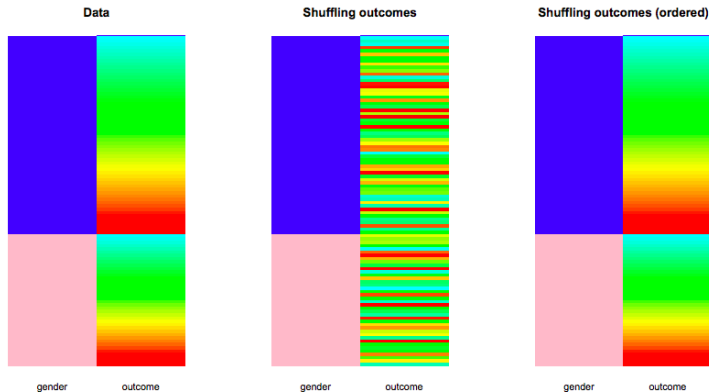 Data
Shuffling outcomes
Shuffling outcomes (ordered)
gender outcome
gender outcome
gender outcome